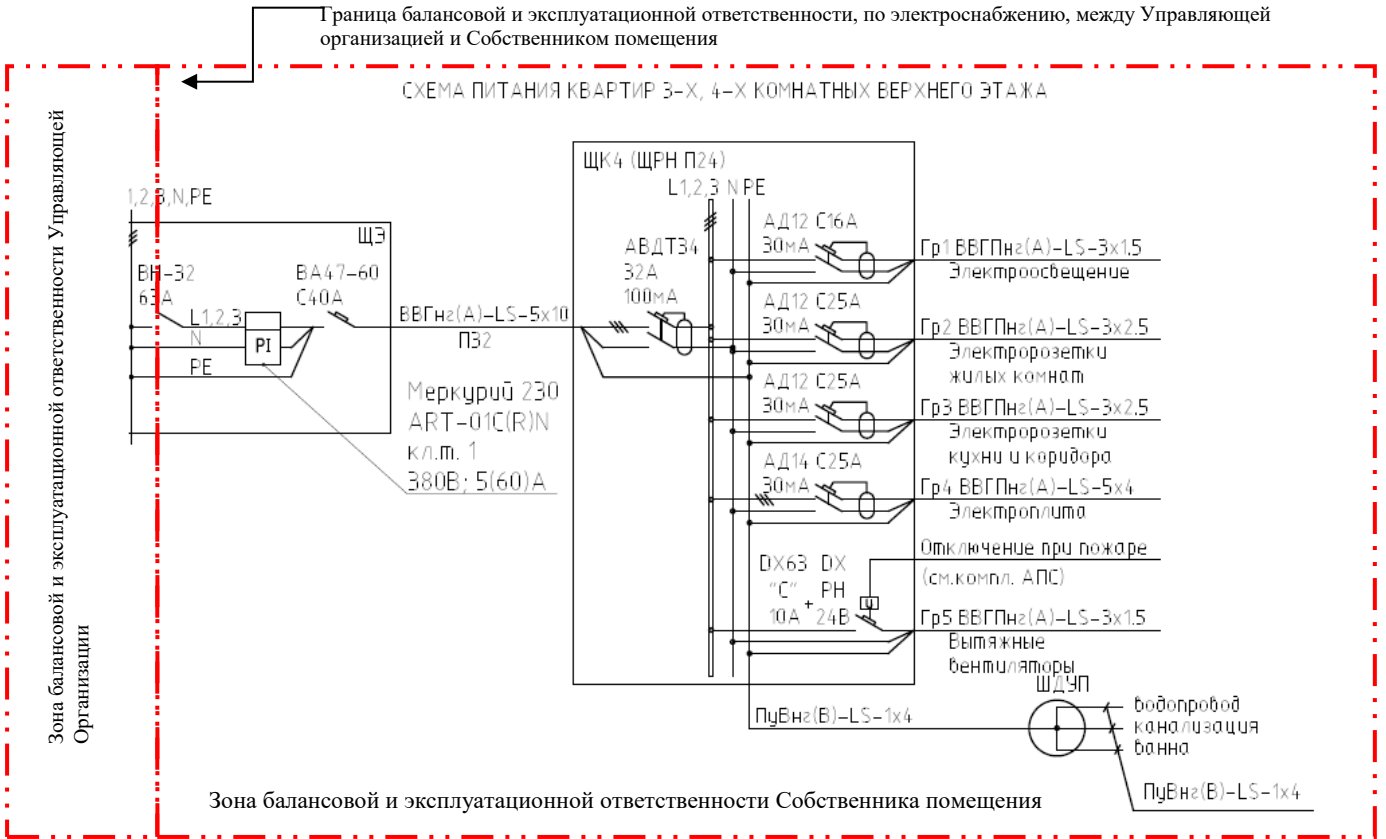 Граница балансовой и эксплуатационной ответственности, по электроснабжению, между Управляющей
организацией и Собственником помещения
СХЕМА ПИТАНИЯ КВАРТИР 3-Х, 4-Х КОМНАТНЫХ ВЕРХНЕГО ЭТАЖА
Зона балансовой и эксплуатационной ответственности Управляющей
Организации
1,2,3,N,PE
ЩЭ
ВН-32
63А
ВА47-60
С40А
L1,2,3
N
PE
PI
ВВГнг(А)-LS-5х10
П32
Меркурий 230
ART-01C(R)N
кл.т. 1
380В; 5(60)А
ЩК4 (ЩРН П24)
L1,2,3 N PE
АВДТ34
32А
100мА
АД12 С16А
30мА
Гр1 ВВГПнг(А)-LS-3х1.5
Электроосвещение
АД12 С25А
30мА
Гр2 ВВГПнг(А)-LS-3х2.5
Электророзетки
жилых комнат
АД12 С25А
30мА
Гр3 ВВГПнг(А)-LS-3х2.5
Электророзетки
кухни и коридора
АД14 С25А
30мА
Гр4 ВВГПнг(А)-LS-5х4
Электроплита
Отключение при пожаре
(см.компл. АПС)
DX63 DX
"С" + РН
10А 24В
Ц
Гр5 ВВГПнг(А)-LS-3х1.5
Вытяжные
вентиляторы
ШДУП
ПуВнг(В)-LS-1х4
водопровод
канализация
ванна
ПуВнг(В)-LS-1х4
Зона балансовой и эксплуатационной ответственности Собственника помещения